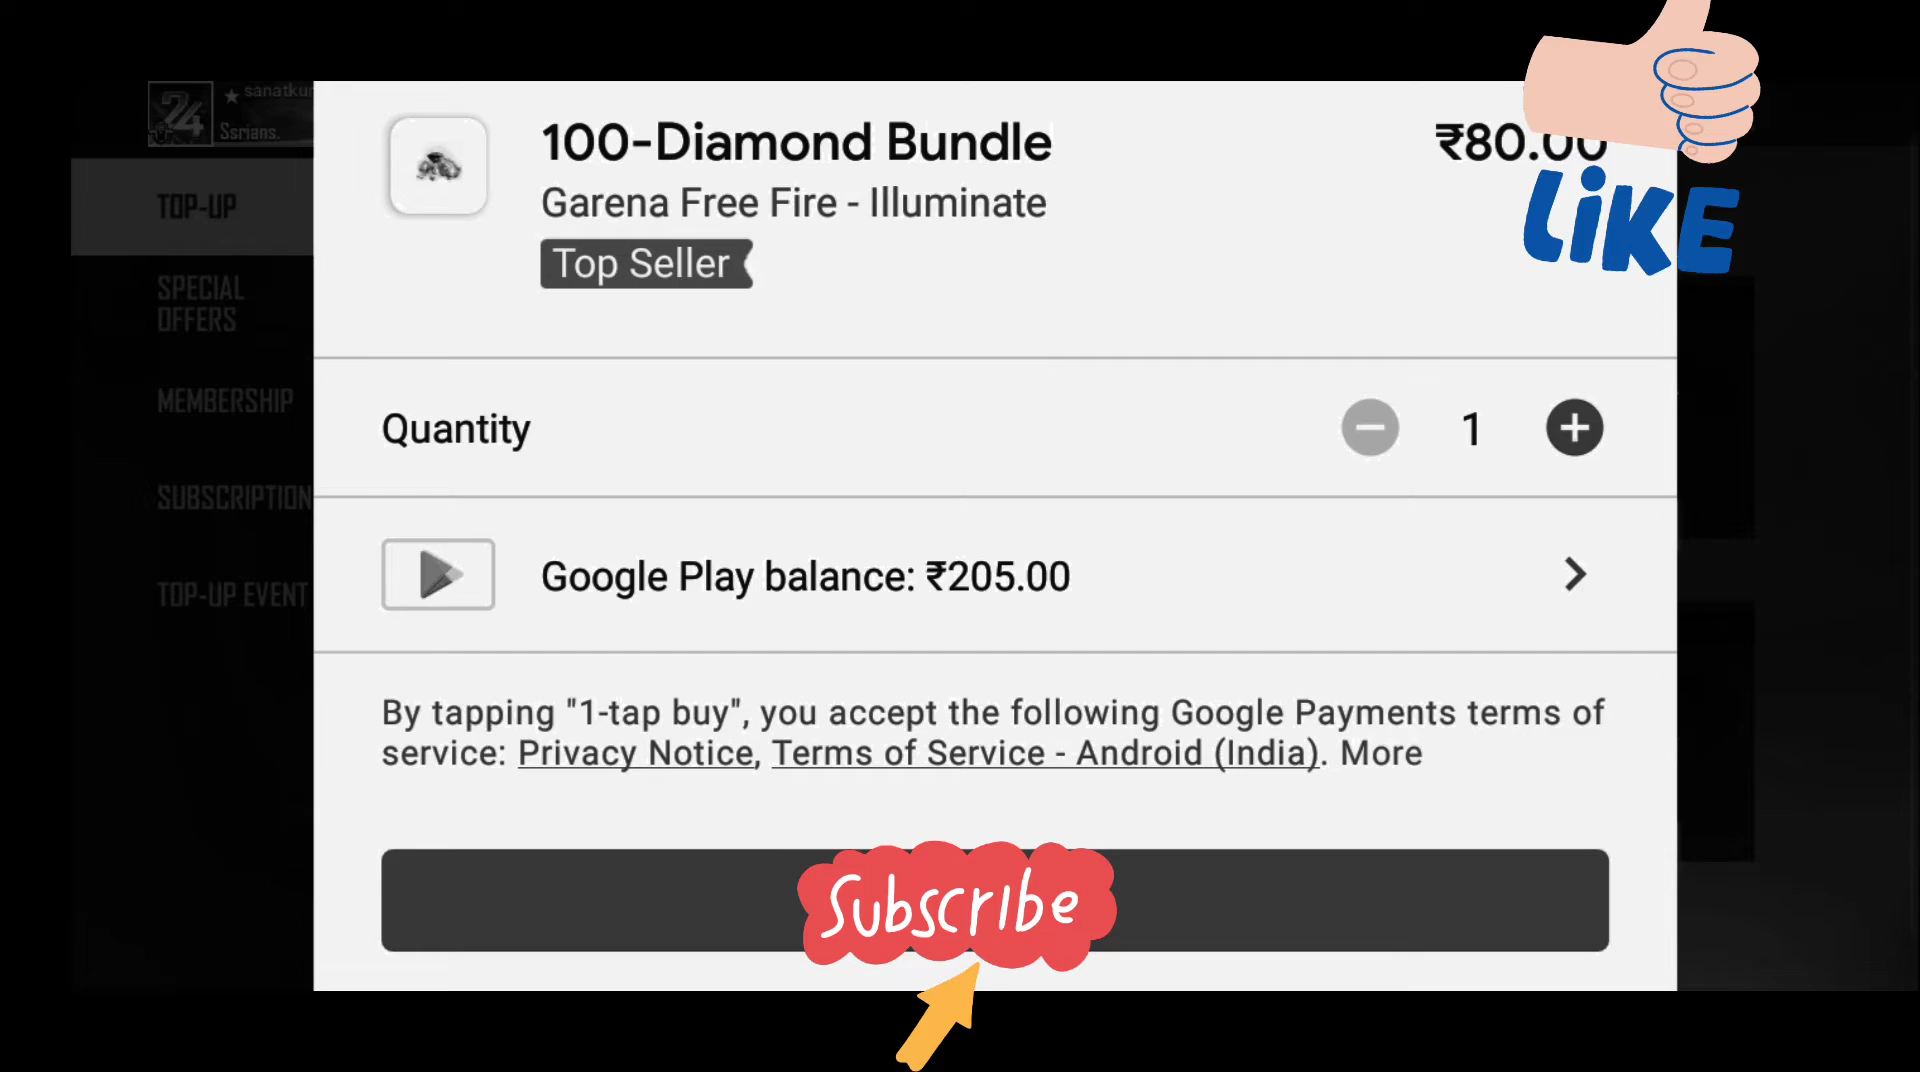 24
★ sanatkur
Ssrians.
TOP-UP
SPECIAL
OFFERS
MEMBERSHIP
SUBSCRIPTION
TOP-UP EVENT
100-Diamond Bundle
₹80.00
Garena Free Fire - Illuminate
Top Seller
LiKE
Quantity
1
Google Play balance: ₹205.00
By tapping "1-tap buy", you accept the following Google Payments terms of
service: Privacy Notice, Terms of Service - Android (India). More
Subscribe